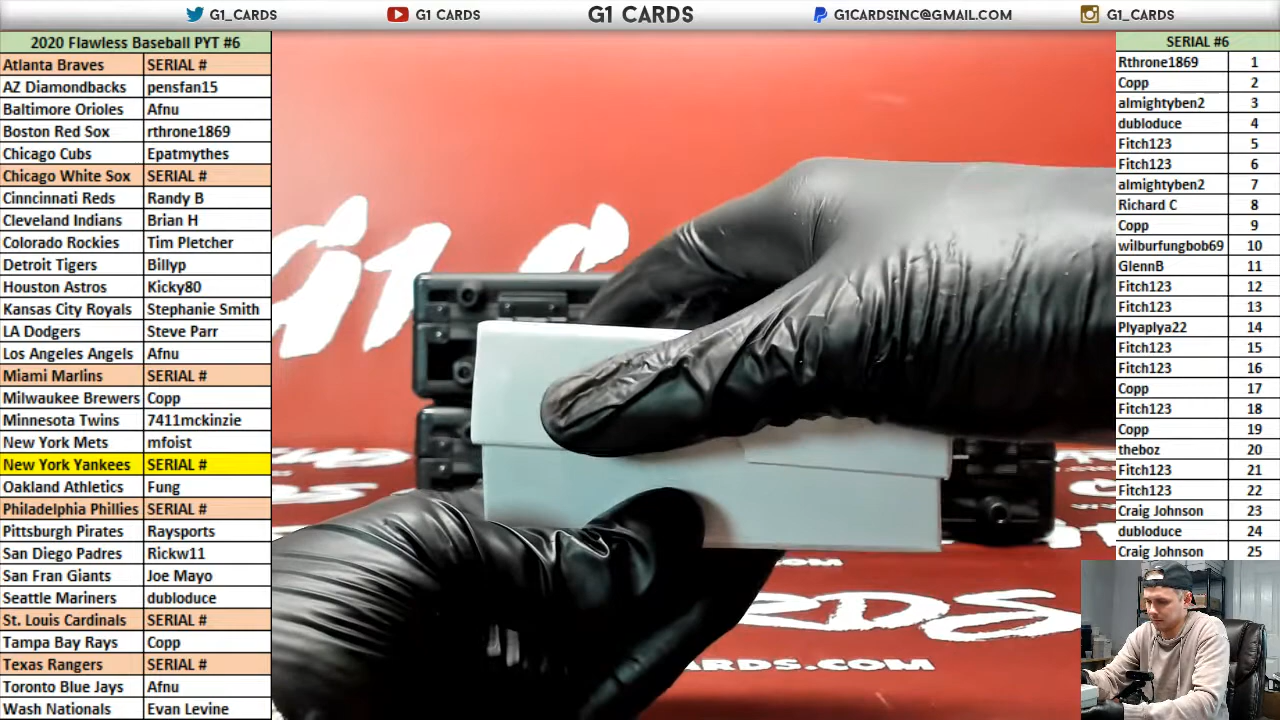 G1_CARDS
G1 CARDS
G1 CARDS
G1CARDSINC@GMAIL.COM
G1_CARDS
2020 Flawless Baseball PYT #6
Atlanta Braves SERIAL #
AZ Diamondbacks pensfan15
Baltimore Orioles Afnu
Boston Red Sox rthrone1869
Chicago Cubs Epatmythes
Chicago White Sox SERIAL #
Cinncinnati Reds Randy B
Cleveland Indians Brian H
Colorado Rockies Tim Pletcher
Detroit Tigers Billyp
Houston Astros Kicky80
Kansas City Royals Stephanie Smith
LA Dodgers Steve Parr
Los Angeles Angels Afnu
Miami Marlins SERIAL #
Milwaukee Brewers Copp
Minnesota Twins 7411mckinzie
New York Mets mfoist
New York Yankees SERIAL #
Oakland Athletics Fung
Philadelphia Phillies SERIAL #
Pittsburgh Pirates Raysports
San Diego Padres Rickw11
San Fran Giants Joe Mayo
Seattle Mariners dubloduce
St. Louis Cardinals SERIAL #
Tampa Bay Rays Copp
Texas Rangers SERIAL #
Toronto Blue Jays Afnu
Wash Nationals Evan Levine
SERIAL #6
Rthrone1869 1
Copp 2
almightyben2 3
dubloduce 4
Fitch123 5
Fitch123 6
almightyben2 7
Richard C 8
Copp 9
wilburfungbob69 10
GlennB 11
Fitch123 12
Fitch123 13
Plyaplya22 14
Fitch123 15
Fitch123 16
Copp 17
Fitch123 18
Copp 19
theboz 20
Fitch123 21
Fitch123 22
Craig Johnson 23
dubloduce 24
Craig Johnson 25
G1
.COM
RDS
CARDS.COM